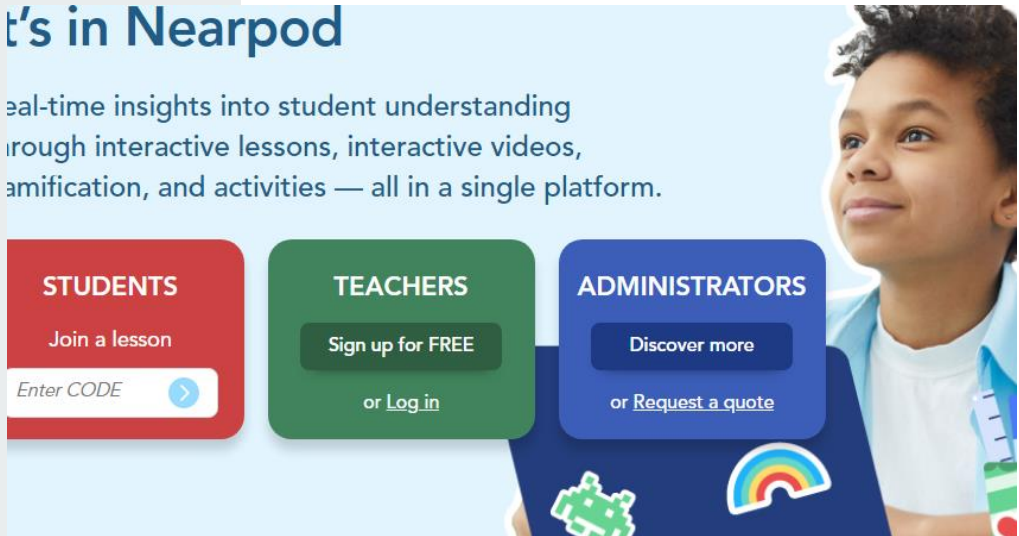 t's in Nearpod
eal-time insights into student understanding
rough interactive lessons, interactive videos,
amification, and activities — all in a single platform.
STUDENTS
Join a lesson
Enter CODE
TEACHERS
Sign up for FREE
or Log in
ADMINISTRATORS
Discover more
or Request a quote